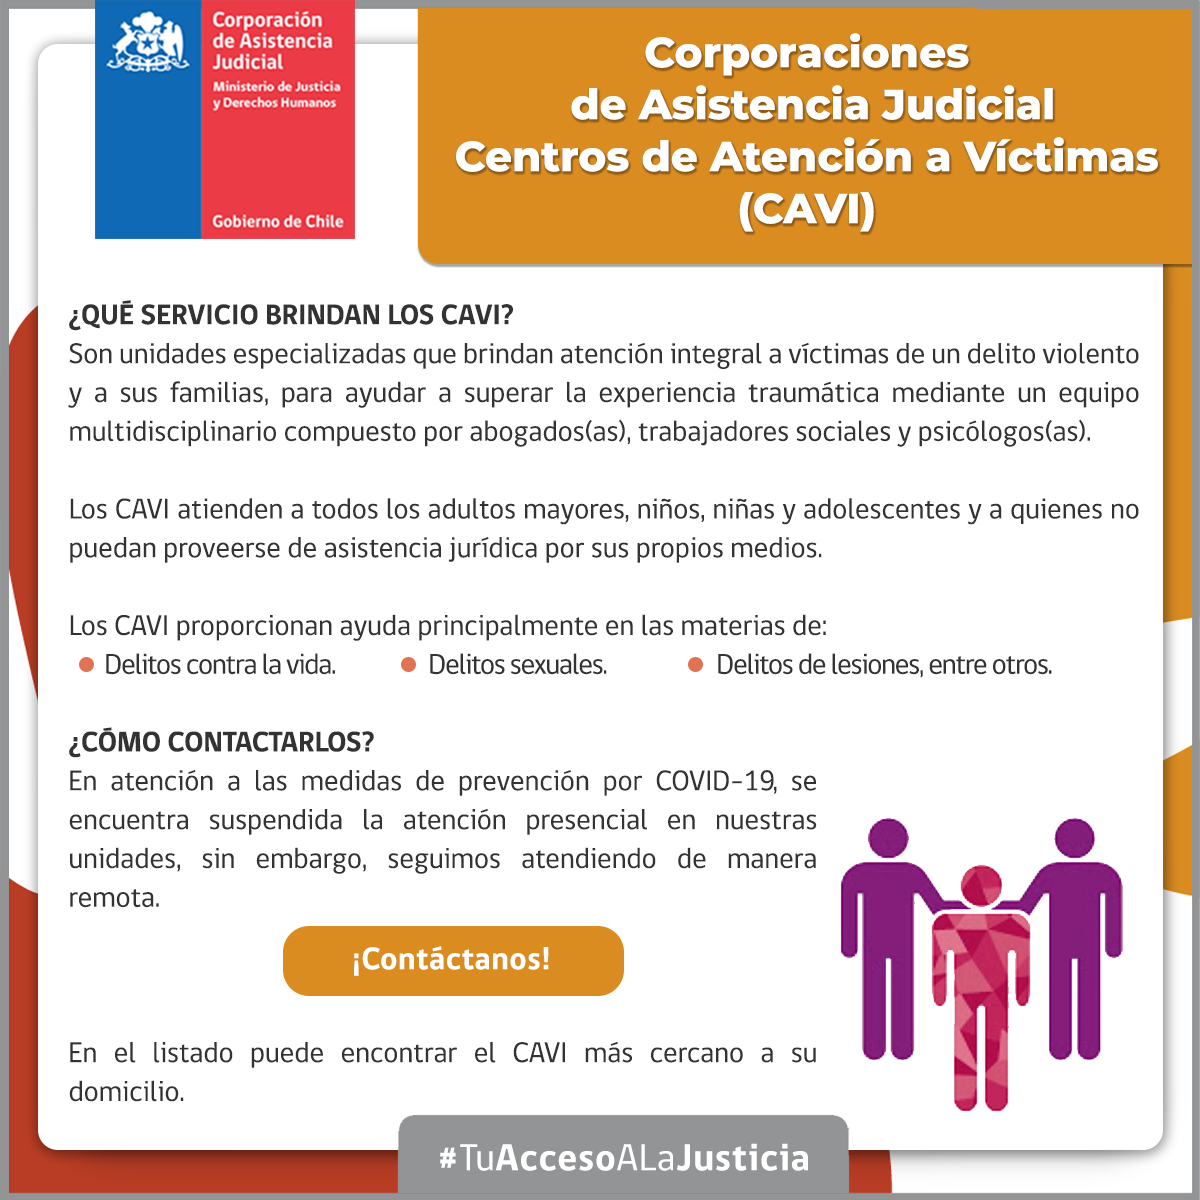 Corporación
de Asistencia
Judicial
Ministerio de Justicia
y Derechos Humanos
Gobierno de Chile
Corporaciones
de Asistencia Judicial
Centros de Atención a Víctimas
(CAVI)
¿QUÉ SERVICIO BRINDAN LOS CAVI?
Son unidades especializadas que brindan atención integral a víctimas de un delito violento
y a sus familias, para ayudar a superar la experiencia traumática mediante un equipo
multidisciplinario compuesto por abogados(as), trabajadores sociales y psicólogos(as).
Los CAVI atienden a todos los adultos mayores, niños, niñas y adolescentes y a quienes no
puedan proveerse de asistencia jurídica por sus propios medios.
Los CAVI proporcionan ayuda principalmente en las materias de:
● Delitos contra la vida. ● Delitos sexuales. ● Delitos de lesiones, entre otros.
¿CÓMO CONTACTARLOS?
En atención a las medidas de prevención por COVID-19, se
encuentra suspendida la atención presencial en nuestras
unidades, sin embargo, seguimos atendiendo de manera
remota.
¡Contáctanos!
En el listado puede encontrar el CAVI más cercano a su
domicilio.
#TuAccesoALaJusticia